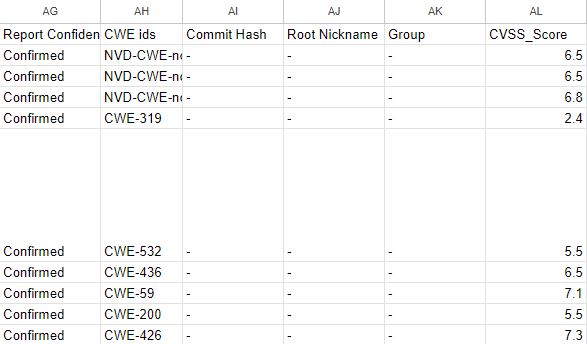 AG AH AI AJ AK AL
Report Confiden CWE ids Commit Hash Root Nickname Group CVSS_Score
Confirmed NVD-CWE-no - - - 6.5
Confirmed NVD-CWE-no - - - 6.5
Confirmed NVD-CWE-no - - - 6.8
Confirmed CWE-319 - - - 2.4
Confirmed CWE-532 - - - 5.5
Confirmed CWE-436 - - - 6.5
Confirmed CWE-59 - - - 7.1
Confirmed CWE-200 - - - 5.5
Confirmed CWE-426 - - - 7.3